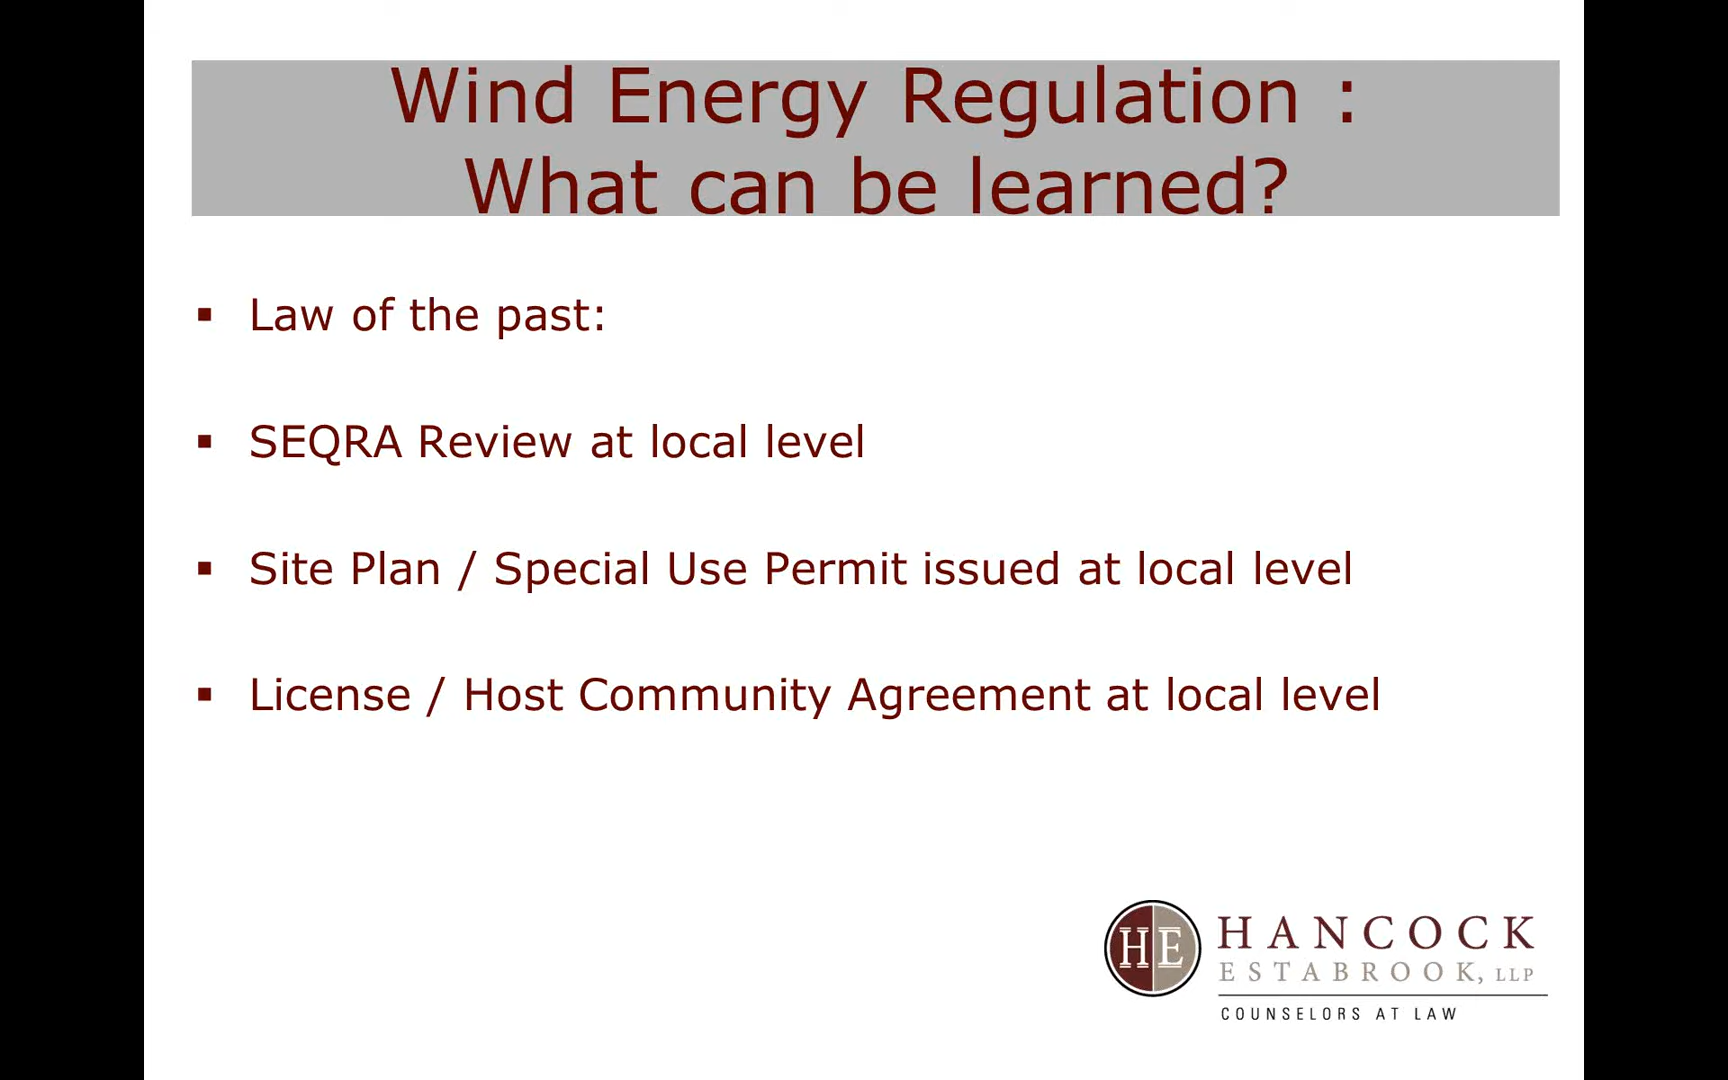 Wind Energy Regulation :
What can be learned?
▪ Law of the past:
▪ SEQRA Review at local level
▪ Site Plan / Special Use Permit issued at local level
▪ License / Host Community Agreement at local level
HE
HANCOCK
ESTABROOK, LLP
COUNSELORS AT LAW